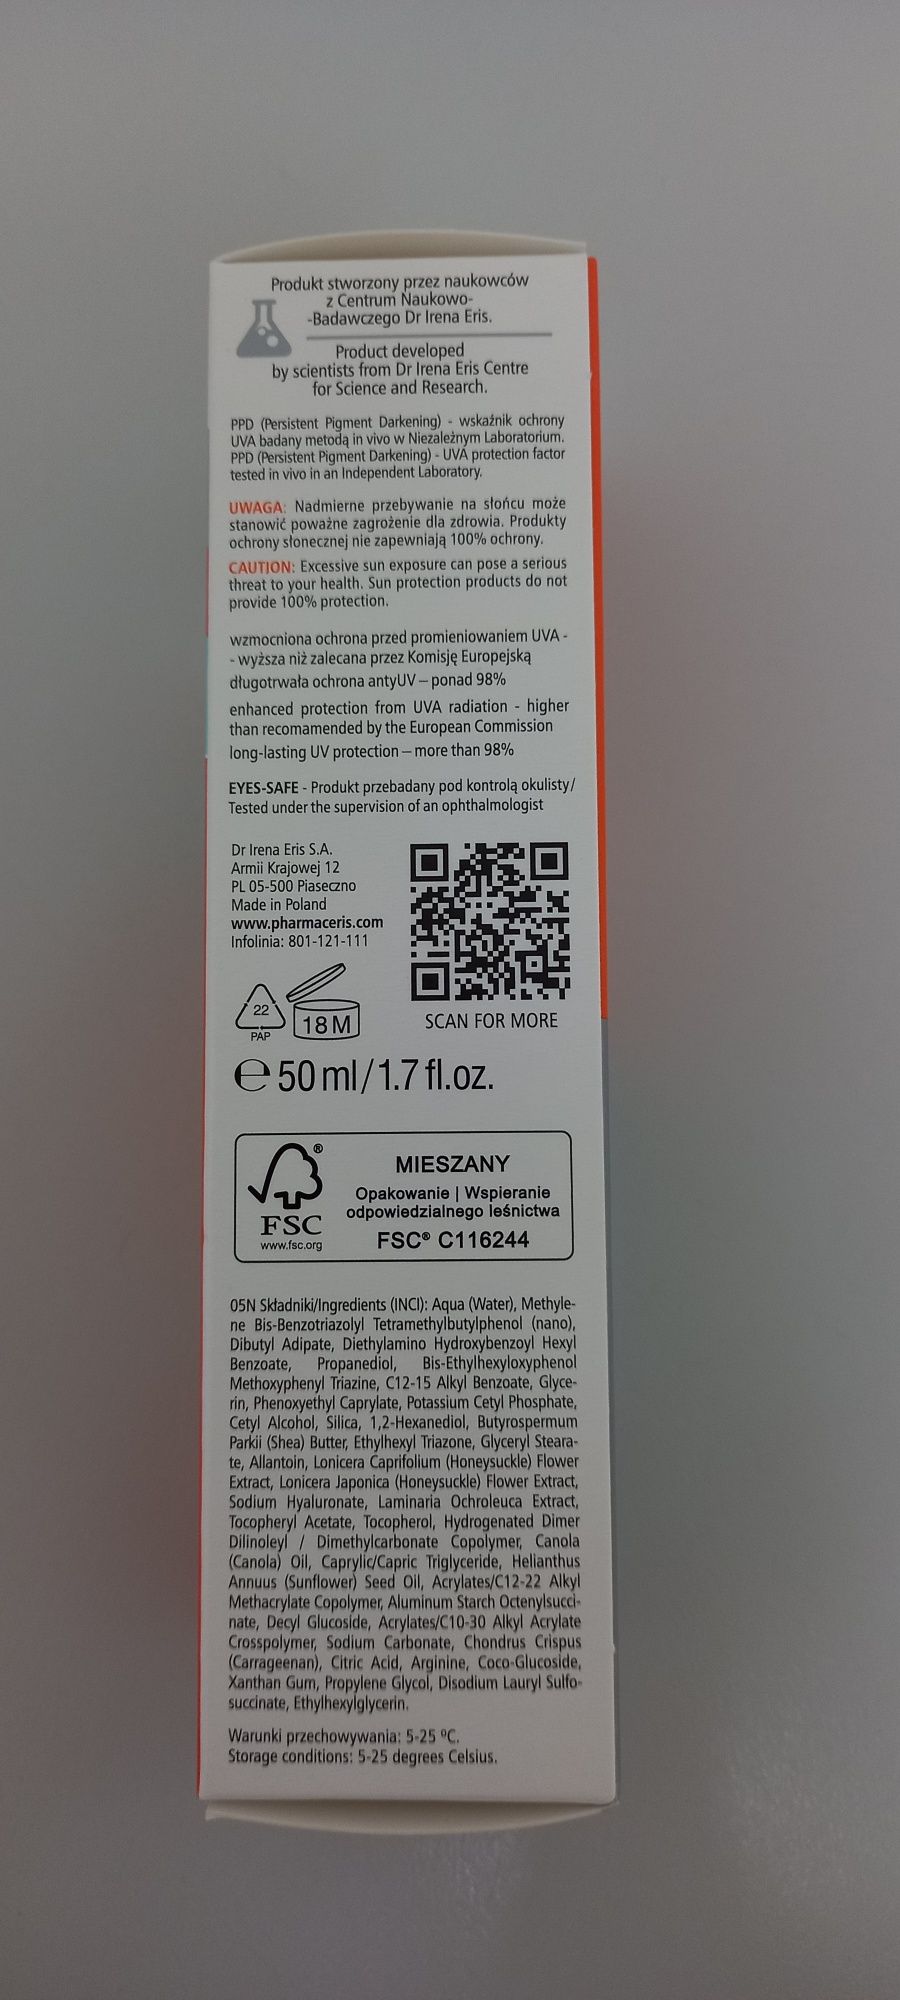 Produkt stworzony przez naukowców
z Centrum Naukowo-
-Badawczego Dr Irena Eris.
Product developed
by scientists from Dr Irena Eris Centre
for Science and Research.
PPD (Persistent Pigment Darkening) - wskaźnik ochrony
UVA badany metodą in vivo w Niezależnym Laboratorium.
PPD (Persistent Pigment Darkening) - UVA protection factor
tested in vivo in an Independent Laboratory.
UWAGA: Nadmierne przebywanie na słońcu może
stanowić poważne zagrożenie dla zdrowia. Produkty
ochrony słonecznej nie zapewniają 100% ochrony.
CAUTION: Excessive sun exposure can pose a serious
threat to your health. Sun protection products do not
provide 100% protection.
wzmocniona ochrona przed promieniowaniem UVA -
- wyższa niż zalecana przez Komisję Europejską
długotrwała ochrona antyUV – ponad 98%
enhanced protection from UVA radiation - higher
than recomamended by the European Commission
long-lasting UV protection – more than 98%
EYES-SAFE - Produkt przebadany pod kontrolą okulisty/
Tested under the supervision of an ophthalmologist
Dr Irena Eris S.A.
Armii Krajowej 12
PL 05-500 Piaseczno
Made in Poland
www.pharmaceris.com
Infolinia: 801-121-111
22
PAP
18M
SCAN FOR MORE
℮ 50 ml/1.7 fl.oz.
FSC®
www.fsc.org
MIESZANY
Opakowanie | Wspieranie
odpowiedzialnego leśnictwa
FSC® C116244
05N Składniki/Ingredients (INCI): Aqua (Water), Methyle-
ne Bis-Benzotriazolyl Tetramethylbutylphenol (nano),
Dibutyl Adipate, Diethylamino Hydroxybenzoyl Hexyl
Benzoate, Propanediol, Bis-Ethylhexyloxyphenol
Methoxyphenyl Triazine, C12-15 Alkyl Benzoate, Glyce-
rin, Phenoxyethyl Caprylate, Potassium Cetyl Phosphate,
Cetyl Alcohol, Silica, 1,2-Hexanediol, Butyrospermum
Parkii (Shea) Butter, Ethylhexyl Triazone, Glyceryl Steara-
te, Allantoin, Lonicera Caprifolium (Honeysuckle) Flower
Extract, Lonicera Japonica (Honeysuckle) Flower Extract,
Sodium Hyaluronate, Laminaria Ochroleuca Extract,
Tocopheryl Acetate, Tocopherol, Hydrogenated Dimer
Dilinoleyl / Dimethylcarbonate Copolymer, Canola
(Canola) Oil, Caprylic/Capric Triglyceride, Helianthus
Annuus (Sunflower) Seed Oil, Acrylates/C12-22 Alkyl
Methacrylate Copolymer, Aluminum Starch Octenylsucci-
nate, Decyl Glucoside, Acrylates/C10-30 Alkyl Acrylate
Crosspolymer, Sodium Carbonate, Chondrus Crispus
(Carrageenan), Citric Acid, Arginine, Coco-Glucoside,
Xanthan Gum, Propylene Glycol, Disodium Lauryl Sulfo-
succinate, Ethylhexylglycerin.
Warunki przechowywania: 5-25 ºC.
Storage conditions: 5-25 degrees Celsius.